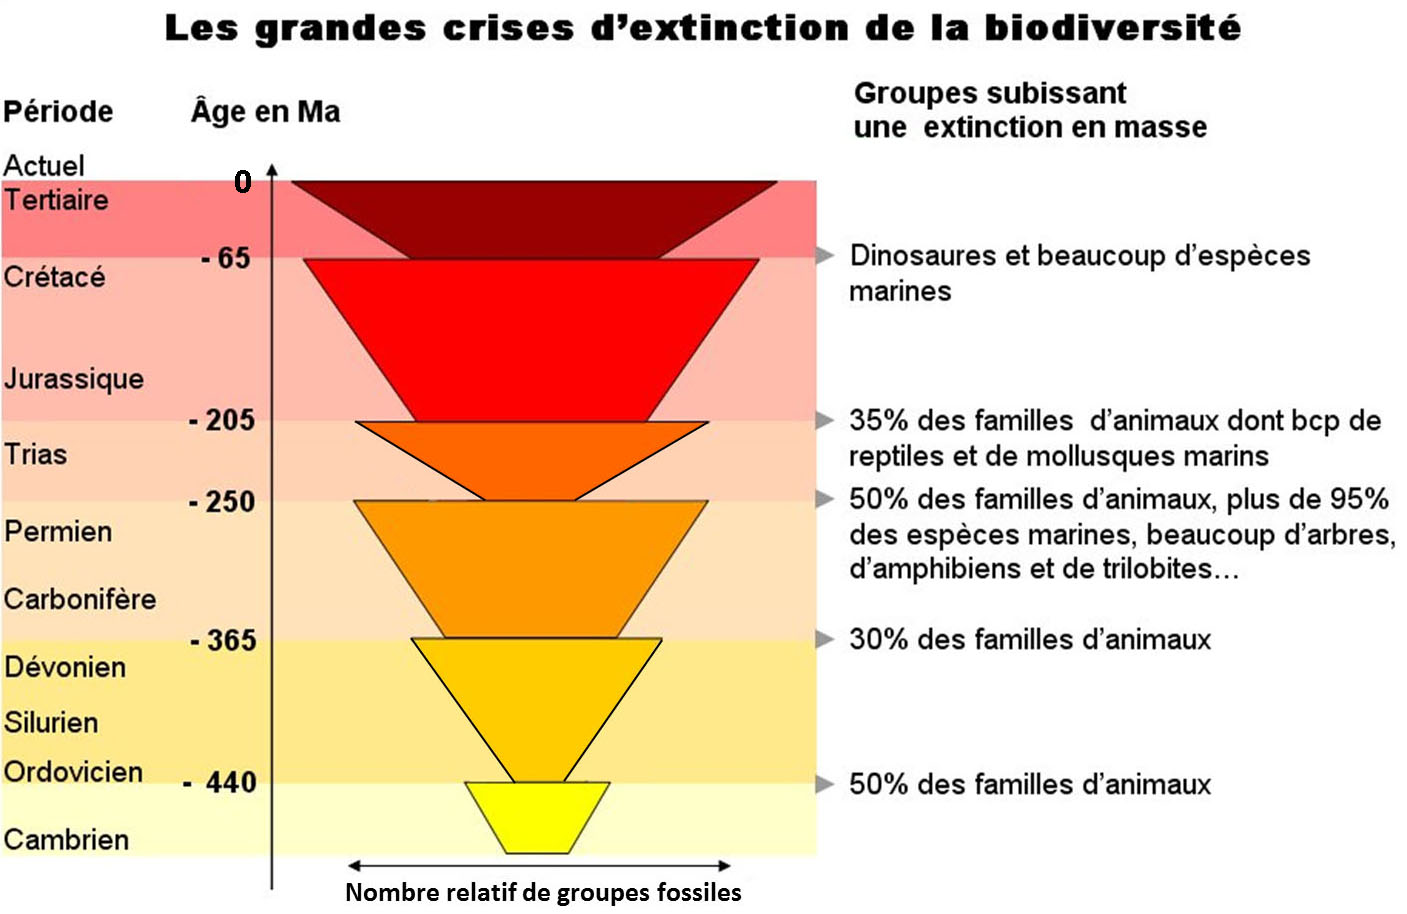 Les grandes crises d’extinction de la biodiversité
Période
Âge en Ma
Groupes subissant
une  extinction en masse
Actuel
0
Tertiaire
- 65
Dinosaures et beaucoup d’espèces
marines
Crétacé
Jurassique
- 205
35% des familles  d’animaux dont bcp de
reptiles et de mollusques marins
Trias
- 250
50% des familles d’animaux, plus de 95%
des espèces marines, beaucoup d’arbres,
d’amphibiens et de trilobites…
Permien
Carbonifère
- 365
30% des familles d’animaux
Dévonien
Silurien
Ordovicien
- 440
50% des familles d’animaux
Cambrien
Nombre relatif de groupes fossiles